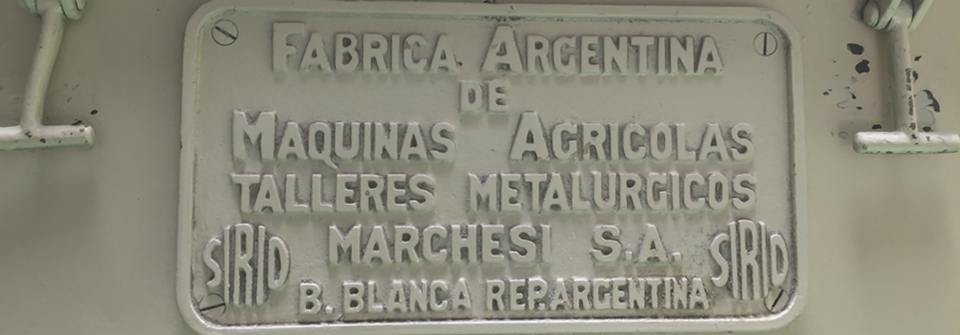 FABRICA ARGENTINA
DE
MAQUINAS AGRICOLAS
TALLERES METALURGICOS
SIRID MARCHESI S.A. SIRID
B. BLANCA REP. ARGENTINA